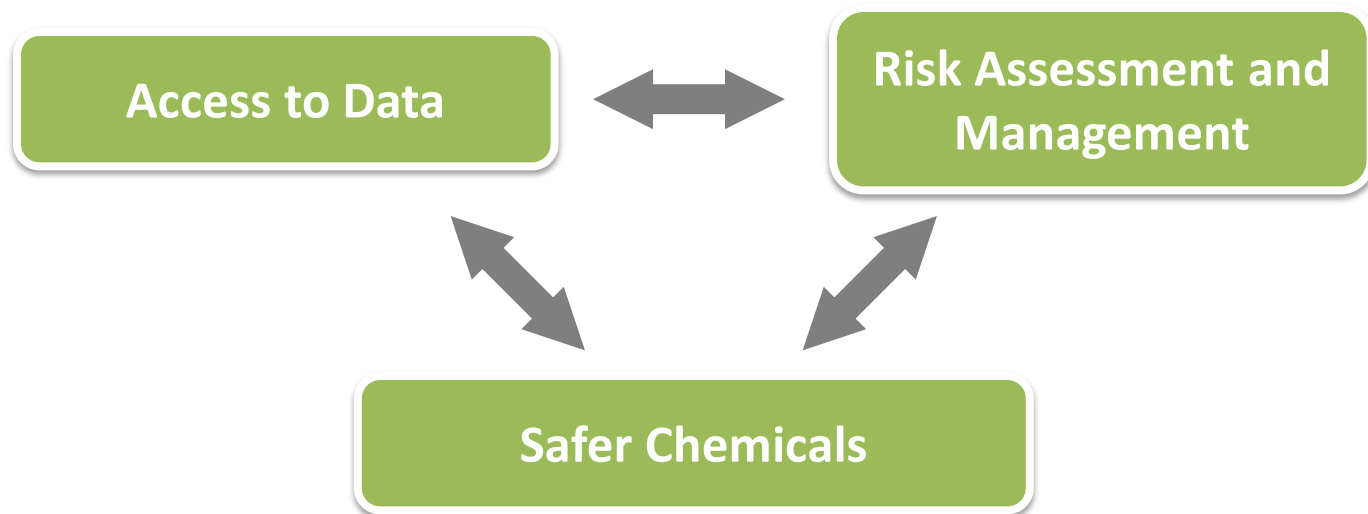 Access to Data
Risk Assessment and
Management
Safer Chemicals